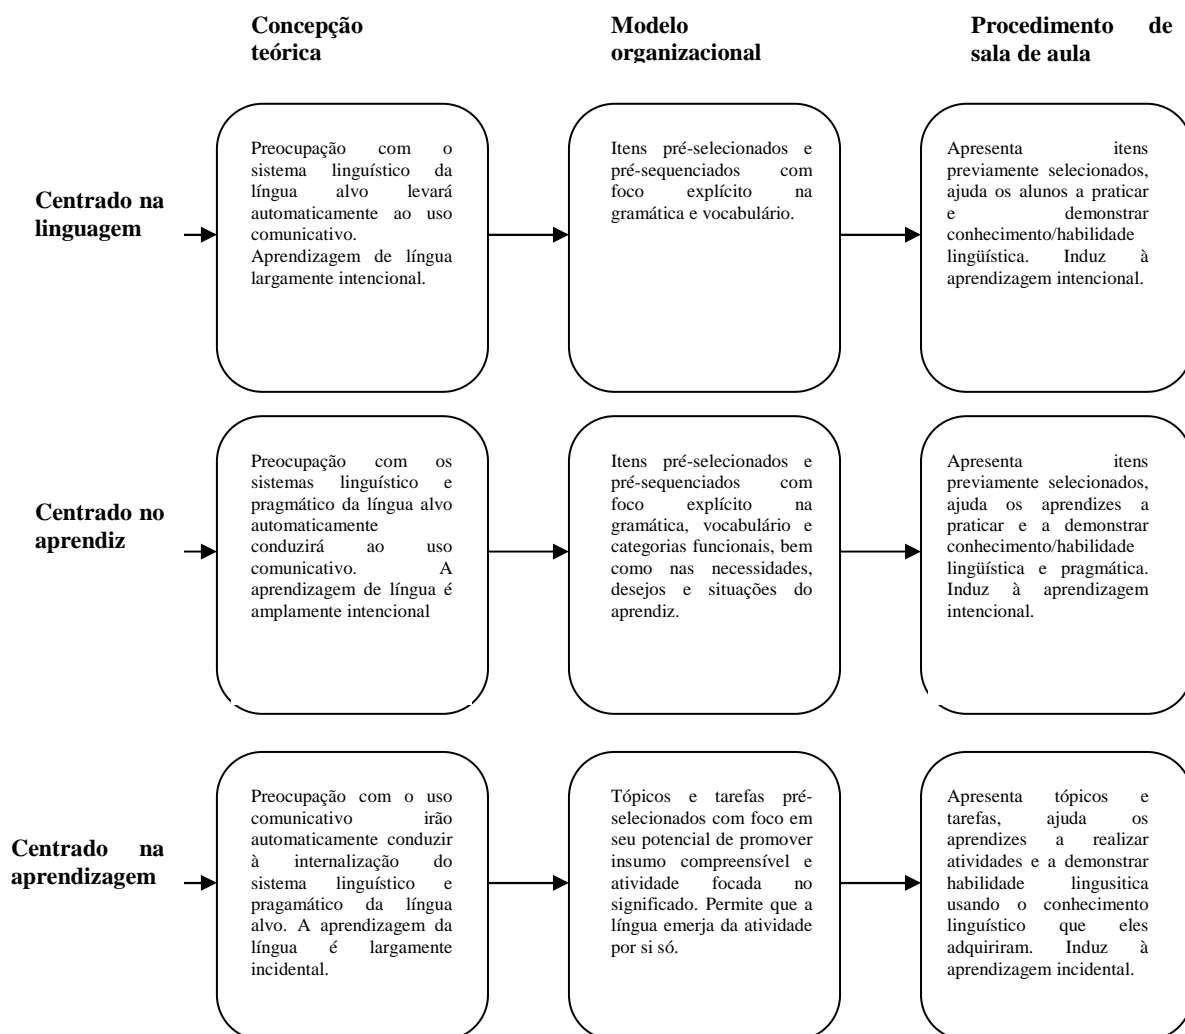 Concepção
teórica
Modelo
organizacional
Procedimento de
sala de aula
Centrado na
linguagem
Preocupação com o
sistema linguístico da
língua alvo levará
automaticamente ao uso
comunicativo.
Aprendizagem de língua
largamente intencional.
Itens pré-selecionados e
pré-sequenciados com
foco explícito na
gramática e vocabulário.
Apresenta itens
previamente selecionados,
ajuda os alunos a praticar
e demonstrar
conhecimento/habilidade
lingüística. Induz à
aprendizagem intencional.
Centrado no
aprendiz
Preocupação com os
sistemas linguístico e
pragmático da língua alvo
automaticamente
conduzirá ao uso
comunicativo. A
aprendizagem de língua é
amplamente intencional
Itens pré-selecionados e
pré-sequenciados com
foco explícito na
gramática, vocabulário e
categorias funcionais, bem
como nas necessidades,
desejos e situações do
aprendiz.
Apresenta itens
previamente selecionados,
ajuda os aprendizes a
praticar e a demonstrar
conhecimento/habilidade
lingüística e pragmática.
Induz à aprendizagem
intencional.
Centrado na
aprendizagem
Preocupação com o uso
comunicativo irão
automaticamente conduzir
à internalização do
sistema linguístico e
pragamático da língua
alvo. A aprendizagem da
língua é largamente
incidental.
Tópicos e tarefas pré-
selecionados com foco em
seu potencial de promover
insumo compreensível e
atividade focada no
significado. Permite que a
língua emerja da atividade
por si só.
Apresenta tópicos e
tarefas, ajuda os
aprendizes a realizar
atividades e a demonstrar
habilidade lingusitica
usando o conhecimento
linguístico que eles
adquiriram. Induz à
aprendizagem incidental.